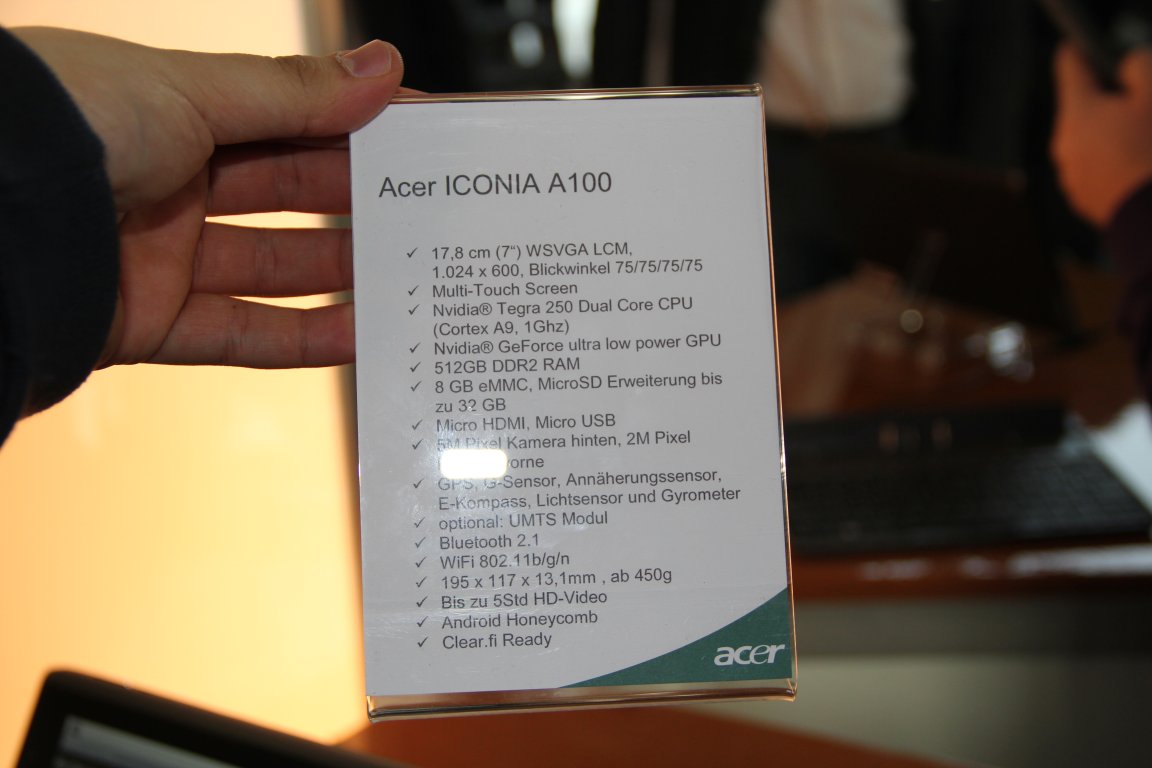 Acer ICONIA A100
✓ 17,8 cm (7“) WSVGA LCM,
1.024 x 600, Blickwinkel 75/75/75/75
✓ Multi-Touch Screen
✓ Nvidia® Tegra 250 Dual Core CPU
(Cortex A9, 1Ghz)
✓ Nvidia® GeForce ultra low power GPU
✓ 512GB DDR2 RAM
✓ 8 GB eMMC, MicroSD Erweiterung bis
zu 32 GB
✓ Micro HDMI, Micro USB
✓ 5M Pixel Kamera hinten, 2M Pixel
vorne
✓ GPS, G-Sensor, Annäherungssensor,
E-Kompass, Lichtsensor und Gyrometer
✓ optional: UMTS Modul
✓ Bluetooth 2.1
✓ WiFi 802.11b/g/n
✓ 195 x 117 x 13,1mm , ab 450g
✓ Bis zu 5Std HD-Video
✓ Android Honeycomb
✓ Clear.fi Ready
acer